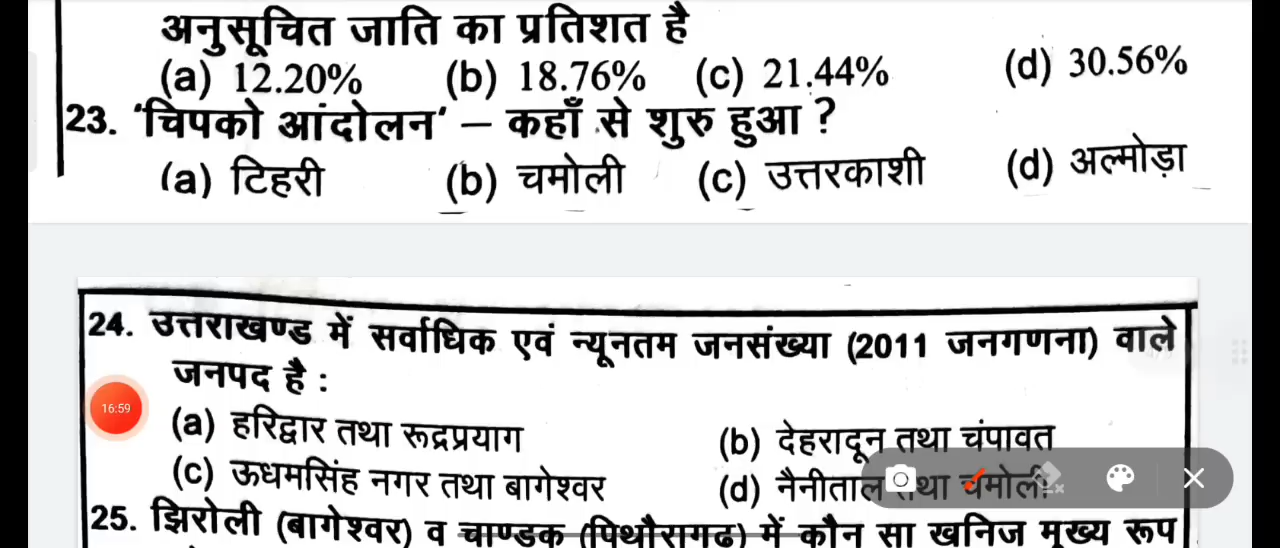 अनुसूचित जाति का प्रतिशत है
(a) 12.20% (b) 18.76% (c) 21.44% (d) 30.56%
23. ‘चिपको आंदोलन’ – कहाँ से शुरु हुआ ?
(a) टिहरी (b) चमोली (c) उत्तरकाशी (d) अल्मोड़ा
24. उत्तराखण्ड में सर्वाधिक एवं न्यूनतम जनसंख्या (2011 जनगणना) वाले
जनपद है :
16:59
(a) हरिद्वार तथा रूद्रप्रयाग (b) देहरादून तथा चंपावत
(c) ऊधमसिंह नगर तथा बागेश्वर (d) नैनीताल तथा चमोली
25. झिरोली (बागेश्वर) व चाण्डक (पिथौरागढ) में कौन सा खनिज मुख्य रूप